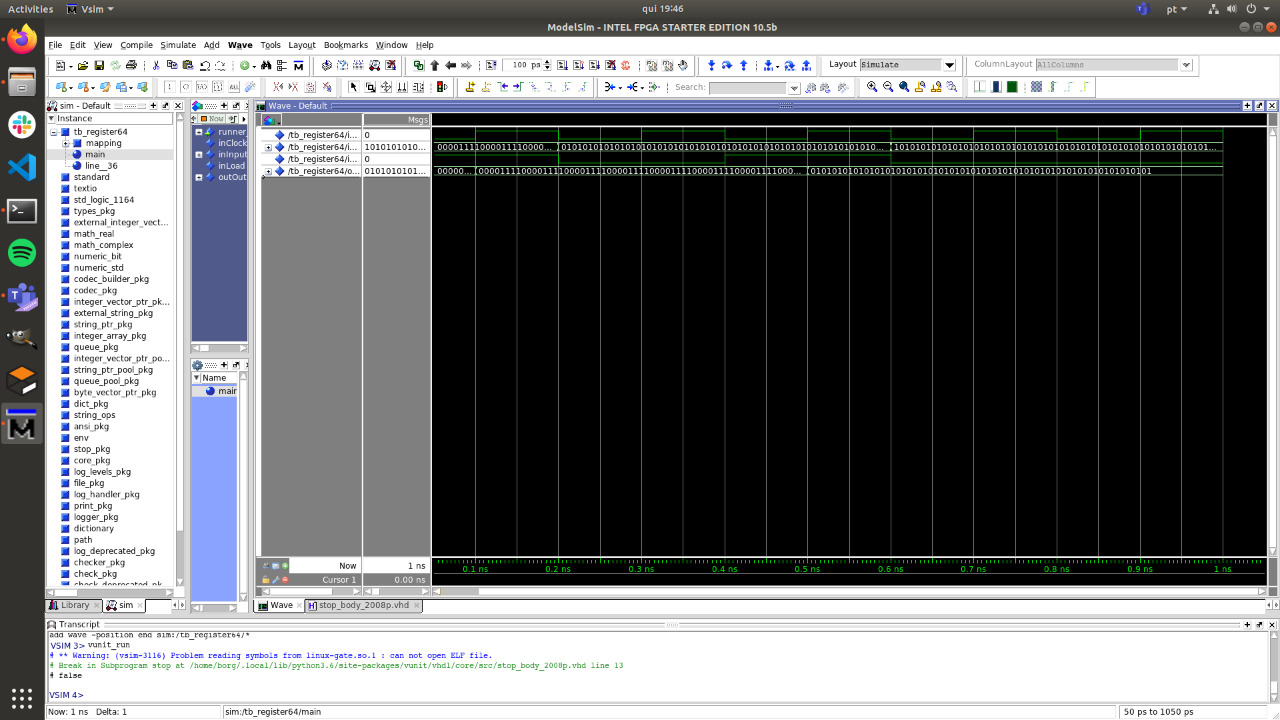 Activities
Vsim
qui 19:46
pt
ModelSim - INTEL FPGA STARTER EDITION 10.5b
File Edit View Compile Simulate Add Wave Tools Layout Bookmarks Window Help
100 ps
Layout Simulate
ColumnLayout AllColumns
Search:
sim - Default
Instance
tb_register64
mapping
main
line__36
standard
textio
std_logic_1164
types_pkg
external_integer_vect...
math_real
math_complex
numeric_bit
numeric_std
codec_builder_pkg
codec_pkg
integer_vector_ptr_pk...
external_string_pkg
string_ptr_pkg
integer_array_pkg
queue_pkg
integer_vector_ptr_po...
string_ptr_pool_pkg
queue_pool_pkg
byte_vector_ptr_pkg
dict_pkg
string_ops
ansi_pkg
env
stop_pkg
core_pkg
log_levels_pkg
file_pkg
log_handler_pkg
print_pkg
logger_pkg
dictionary
path
log_deprecated_pkg
checker_pkg
check_pkg
check_deprecated_pkg
Library
sim
Now
runner_
inClock
inInput
inLoad
outOut
Name
main
Wave - Default
Msgs
/tb_register64/i... 0
/tb_register64/i... 1010101010...
/tb_register64/i... 0
/tb_register64/o... 0101010101...
Now 1 ns
Cursor 1 0.00 ns
0.1 ns 0.2 ns 0.3 ns 0.4 ns 0.5 ns 0.6 ns 0.7 ns 0.8 ns 0.9 ns 1 ns
Wave
stop_body_2008p.vhd
Transcript
add wave -position end sim:/tb_register64/*
VSIM 3> vunit_run
# ** Warning: (vsim-3116) Problem reading symbols from linux-gate.so.1 : can not open ELF file.
# Break in Subprogram stop at /home/borg/.local/lib/python3.6/site-packages/vunit/vhdl/core/src/stop_body_2008p.vhd line 13
# false
VSIM 4>
Now: 1 ns Delta: 1
sim:/tb_register64/main
50 ps to 1050 ps